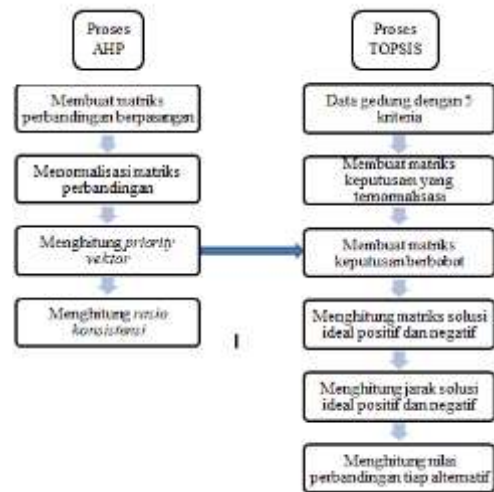 Proses
AHP
Membuat matriks
perbandingan berpasangan
Menormalisasi matriks
perbandingan
Menghitung priority
vektor
Menghitung rasio
konsistensi
Proses
TOPSIS
Data gedung dengan 5
kriteria
Membuat matriks
keputusan yang
ternormalisasi
Membuat matriks
keputusan berbobot
Menghitung matriks solusi
ideal positif dan negatif
Menghitung jarak solusi
ideal positif dan negatif
Menghitung nilai
perbandingan tiap alternatif